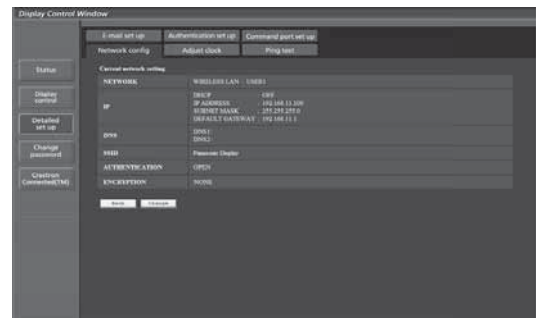 Display Control Window
E-mail set up
Authentication set up
Command port set up
Network config
Adjust clock
Ping test
Status
Display control
Detailed set up
Change password
Crestron Connected(TM)
Current network setting
NETWORK
WIRELESS LAN : USER1
IP
DHCP : OFF
IP ADDRESS : 192.168.11.100
SUBNET MASK : 255.255.255.0
DEFAULT GATEWAY : 192.168.11.1
DNS
DNS1:
DNS2:
SSID
Panasonic Display
AUTHENTICATION
OPEN
ENCRYPTION
NONE
Back
Change